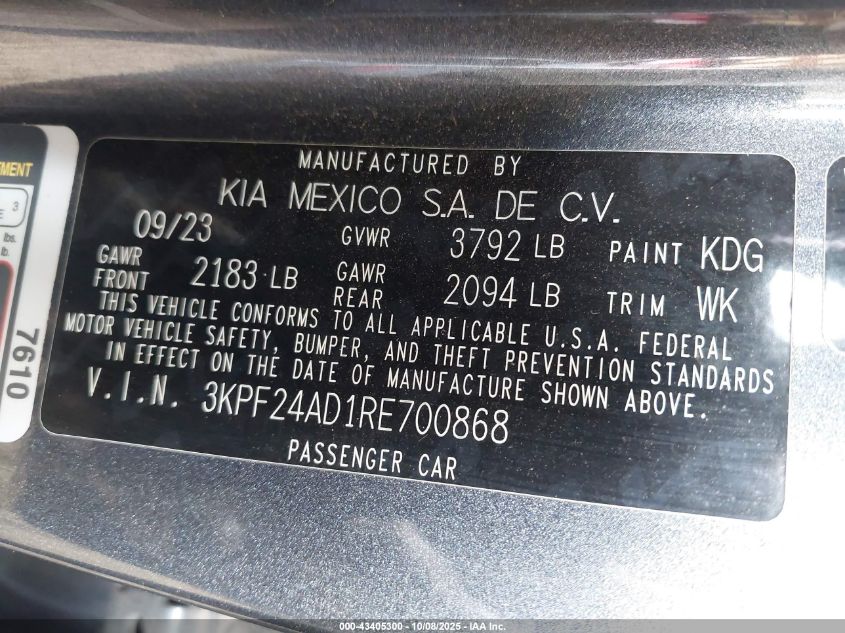 MANUFACTURED BY
KIA MEXICO S.A. DE C.V.
09/23 GVWR 3792 LB PAINT KDG
GAWR FRONT 2183 LB GAWR REAR 2094 LB TRIM WK
THIS VEHICLE CONFORMS TO ALL APPLICABLE U.S.A. FEDERAL
MOTOR VEHICLE SAFETY, BUMPER, AND THEFT PREVENTION STANDARDS
IN EFFECT ON THE DATE OF MANUFACTURE SHOWN ABOVE.
V.I.N. 3KPF24AD1RE700868
PASSENGER CAR
3
lbs.
lb.
7610
000-43405300 - 10/08/2025 - IAA Inc.